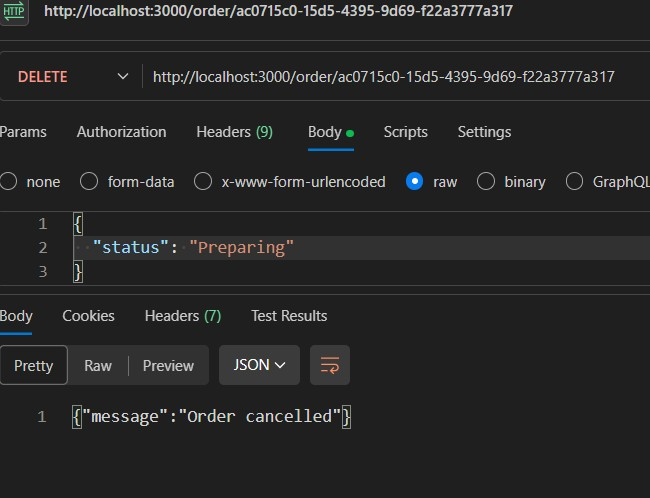 HTTP http://localhost:3000/order/ac0715c0-15d5-4395-9d69-f22a3777a317
DELETE http://localhost:3000/order/ac0715c0-15d5-4395-9d69-f22a3777a317
Params Authorization Headers (9) Body Scripts Settings
none form-data x-www-form-urlencoded raw binary GraphQL
1 {
2 "status": "Preparing"
3 }
Body Cookies Headers (7) Test Results
Pretty Raw Preview JSON
1 {"message":"Order cancelled"}